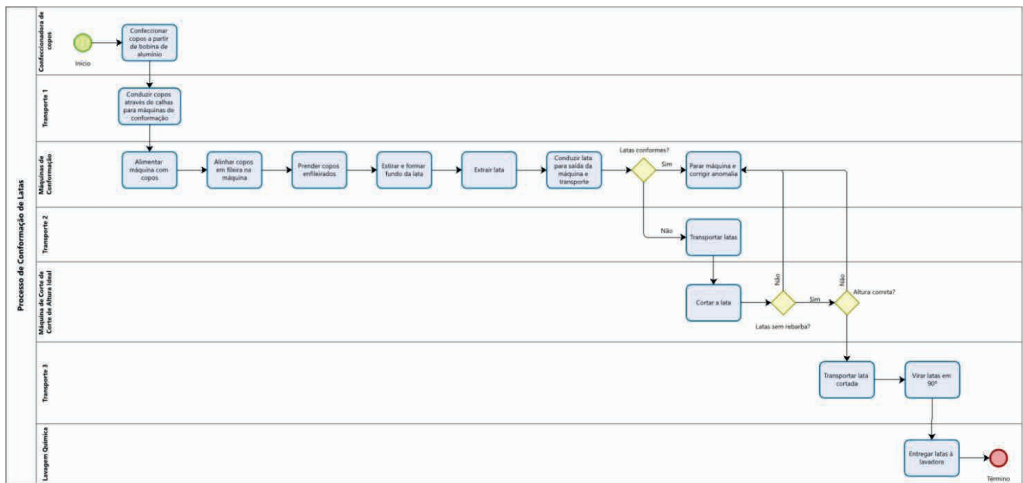 Processo de Conformação de Latas
Confeccionadora de
copos
Início
Confeccionar
copos a partir
de bobina de
alumínio
Transporte 1
Conduzir copos
através de calhas
para máquinas de
conformação
Máquinas de
Conformação
Alimentar
máquina com
copos
Alinhar copos
em fileira na
máquina
Prender copos
enfileirados
Estirar e formar
fundo da lata
Extrair lata
Conduzir lata
para saída da
máquina e
transporte
Latas conformes?
Sim
Parar máquina e
corrigir anomalia
Não
Transporte 2
Transportar latas
Máquina de Corte de
Corte de Altura Ideal
Cortar a lata
Latas sem rebarba?
Não
Sim
Não
Altura correta?
Transporte 3
Transportar lata
cortada
Virar latas em
90º
Lavagem Química
Entregar latas à
lavadora
Término